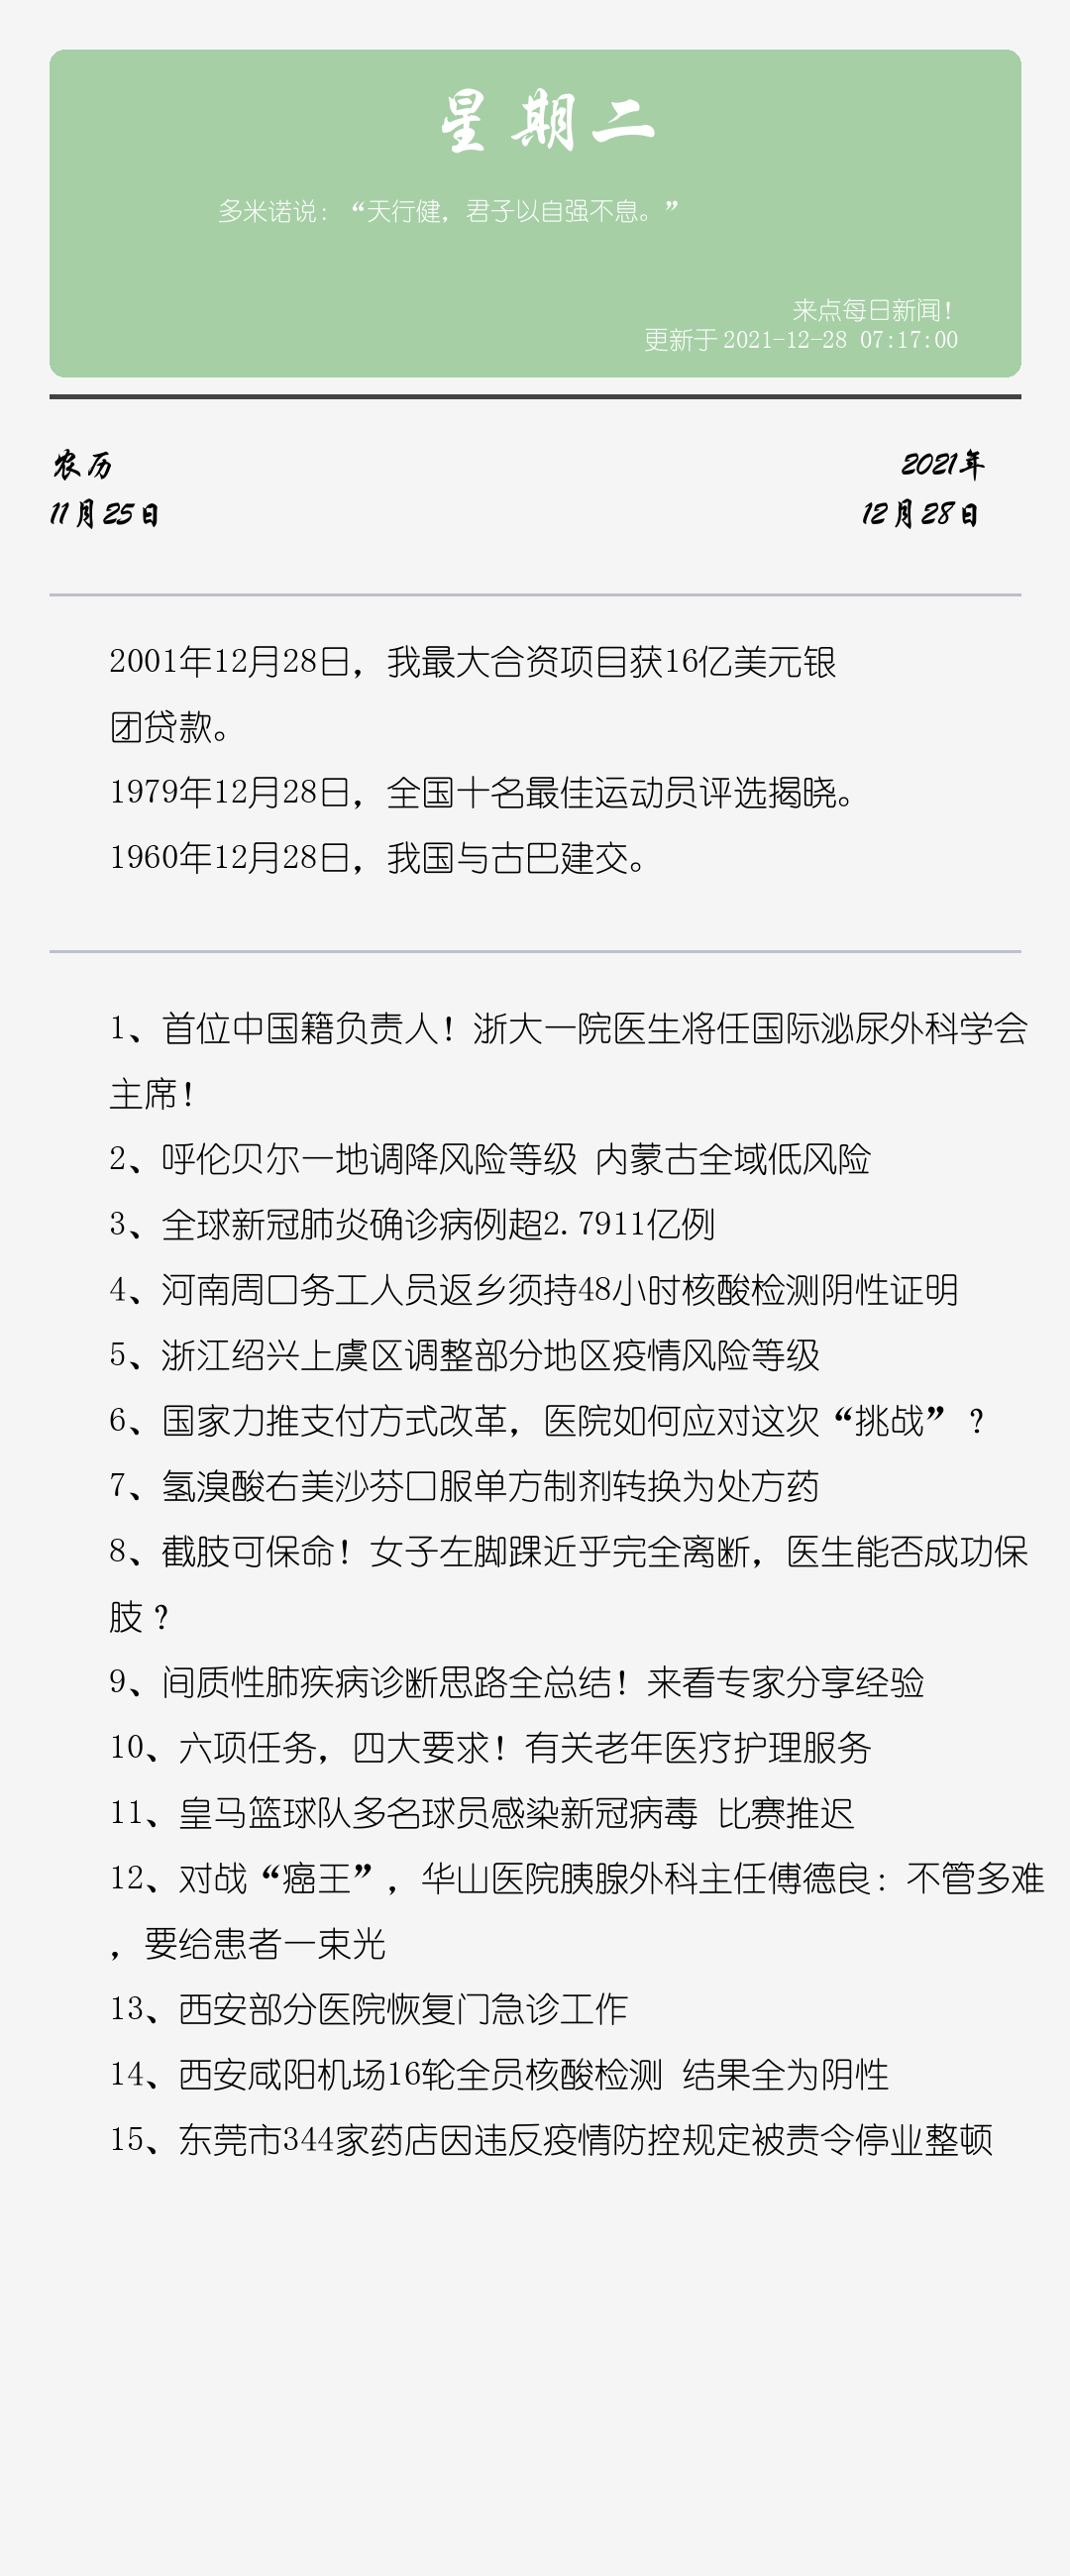 星期二
多米诺说：“天行健，君子以自强不息。”
来点每日新闻！
更新于 2021-12-28 07:17:00
农历
2021年
11月25日
12月28日
2001年12月28日，我最大合资项目获16亿美元银
团贷款。
1979年12月28日，全国十名最佳运动员评选揭晓。
1960年12月28日，我国与古巴建交。
1、首位中国籍负责人！浙大一院医生将任国际泌尿外科学会
主席！
2、呼伦贝尔一地调降风险等级 内蒙古全域低风险
3、全球新冠肺炎确诊病例超2.7911亿例
4、河南周口务工人员返乡须持48小时核酸检测阴性证明
5、浙江绍兴上虞区调整部分地区疫情风险等级
6、国家力推支付方式改革，医院如何应对这次“挑战”？
7、氢溴酸右美沙芬口服单方制剂转换为处方药
8、截肢可保命！女子左脚踝近乎完全离断，医生能否成功保
肢？
9、间质性肺疾病诊断思路全总结！来看专家分享经验
10、六项任务，四大要求！有关老年医疗护理服务
11、皇马篮球队多名球员感染新冠病毒 比赛推迟
12、对战“癌王”，华山医院胰腺外科主任傅德良：不管多难
，要给患者一束光
13、西安部分医院恢复门急诊工作
14、西安咸阳机场16轮全员核酸检测 结果全为阴性
15、东莞市344家药店因违反疫情防控规定被责令停业整顿